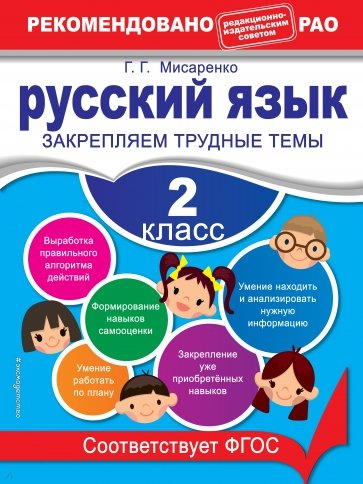 РЕКОМЕНДОВАНО редакционно-издательским советом РАО
Г. Г. Мисаренко
русский язык
ЗАКРЕПЛЯЕМ ТРУДНЫЕ ТЕМЫ
2
класс
Выработка
правильного
алгоритма
действий
Формирование
навыков
самооценки
Умение находить
и анализировать
нужную
информацию
Умение
работать
по плану
Закрепление
уже
приобретённых
навыков
#эксмодетство
Соответствует ФГОС